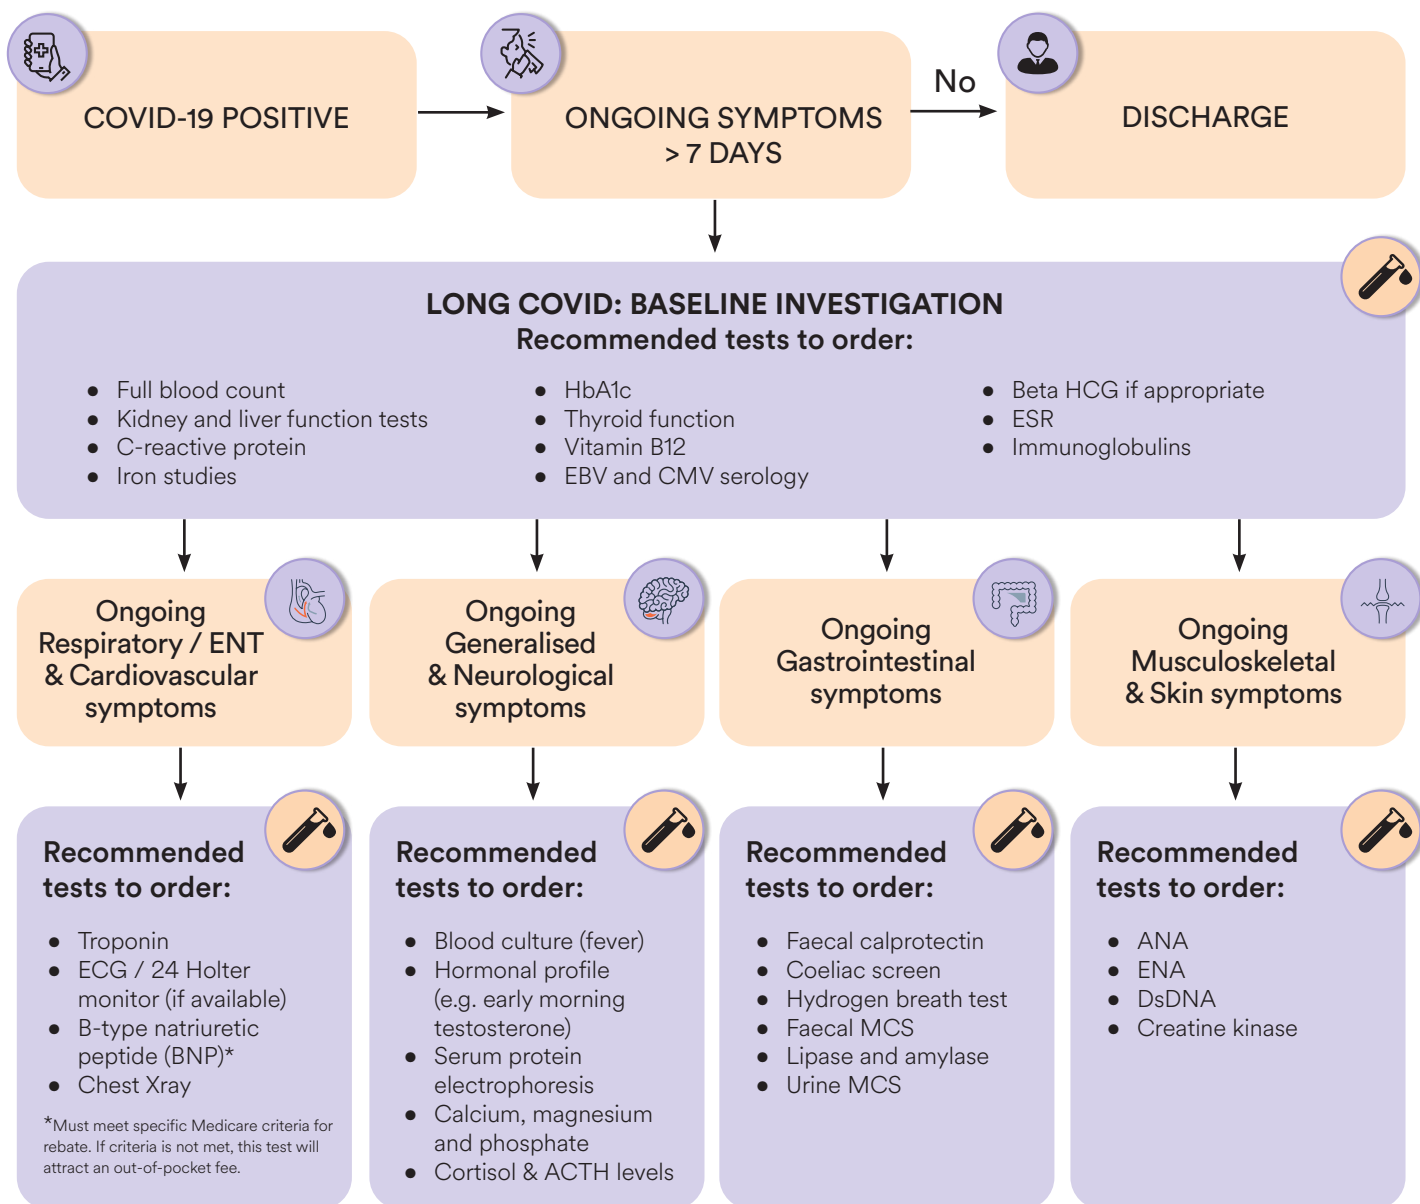 COVID-19 POSITIVE
ONGOING SYMPTOMS
> 7 DAYS
No
DISCHARGE
LONG COVID: BASELINE INVESTIGATION
Recommended tests to order:
● Full blood count
● Kidney and liver function tests
● C-reactive protein
● Iron studies
● HbA1c
● Thyroid function
● Vitamin B12
● EBV and CMV serology
● Beta HCG if appropriate
● ESR
● Immunoglobulins
Ongoing
Respiratory / ENT
& Cardiovascular
symptoms
Ongoing
Generalised
& Neurological
symptoms
Ongoing
Gastrointestinal
symptoms
Ongoing
Musculoskeletal
& Skin symptoms
Recommended
tests to order:
● Troponin
● ECG / 24 Holter
monitor (if available)
● B-type natriuretic
peptide (BNP)*
● Chest Xray
*Must meet specific Medicare criteria for
rebate. If criteria is not met, this test will
attract an out-of-pocket fee.
Recommended
tests to order:
● Blood culture (fever)
● Hormonal profile
(e.g. early morning
testosterone)
● Serum protein
electrophoresis
● Calcium, magnesium
and phosphate
● Cortisol & ACTH levels
Recommended
tests to order:
● Faecal calprotectin
● Coeliac screen
● Hydrogen breath test
● Faecal MCS
● Lipase and amylase
● Urine MCS
Recommended
tests to order:
● ANA
● ENA
● DsDNA
● Creatine kinase